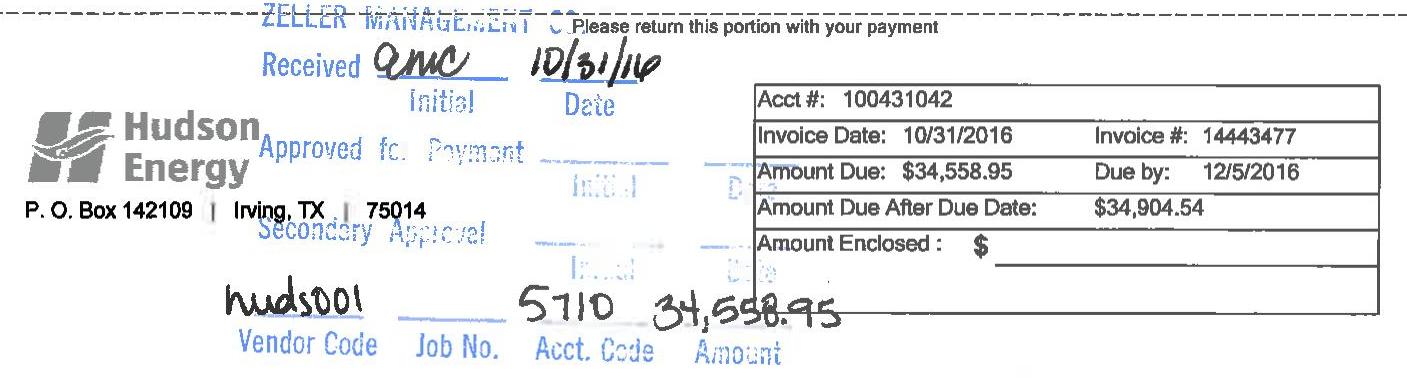 ZELLER MANAGEMENT CO.
Please return this portion with your payment
Received anc 10/31/16
Initial Date
Hudson
Energy
Approved for Payment
Initial Date
P. O. Box 142109 | Irving, TX | 75014
Secondary Approval
Initial Date
huds001 5710 34,558.95
Vendor Code Job No. Acct. Code Amount
Acct #: 100431042
Invoice Date: 10/31/2016 Invoice #: 14443477
Amount Due: $34,558.95 Due by: 12/5/2016
Amount Due After Due Date: $34,904.54
Amount Enclosed : $